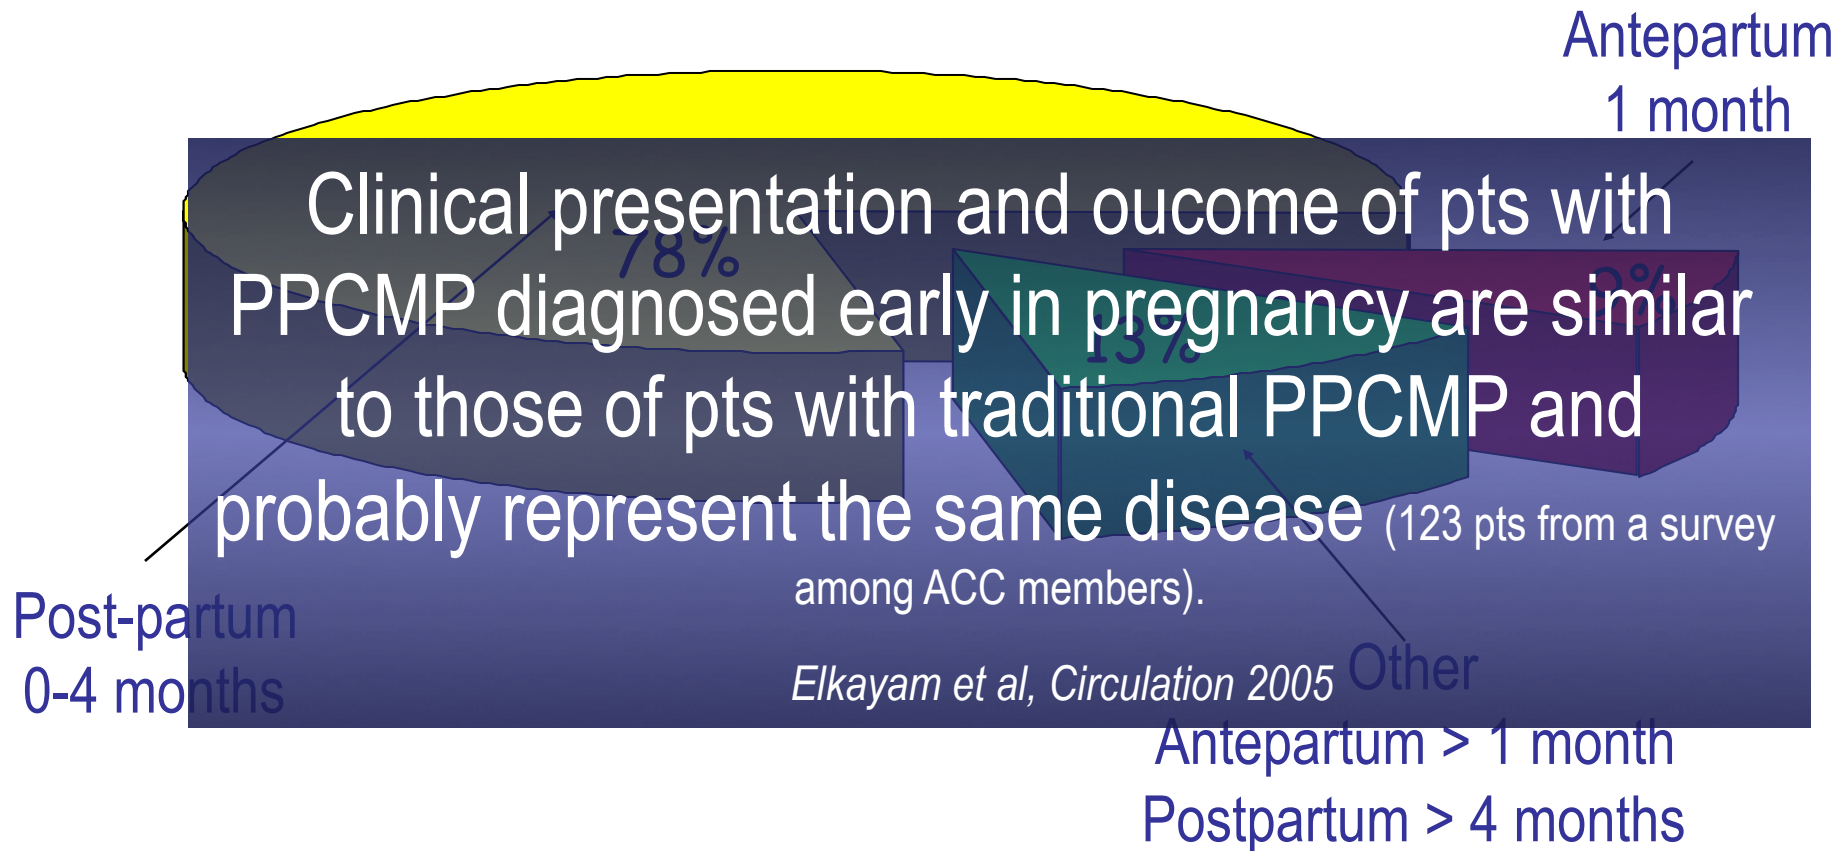 Antepartum
1 month
Clinical presentation and oucome of pts with
78%
PPCMP diagnosed early in pregnancy are similar
9%
13%
to those of pts with traditional PPCMP and
probably represent the same disease (123 pts from a survey
among ACC members).
Post-partum
0-4 months
Elkayam et al, Circulation 2005
Other
Antepartum > 1 month
Postpartum > 4 months